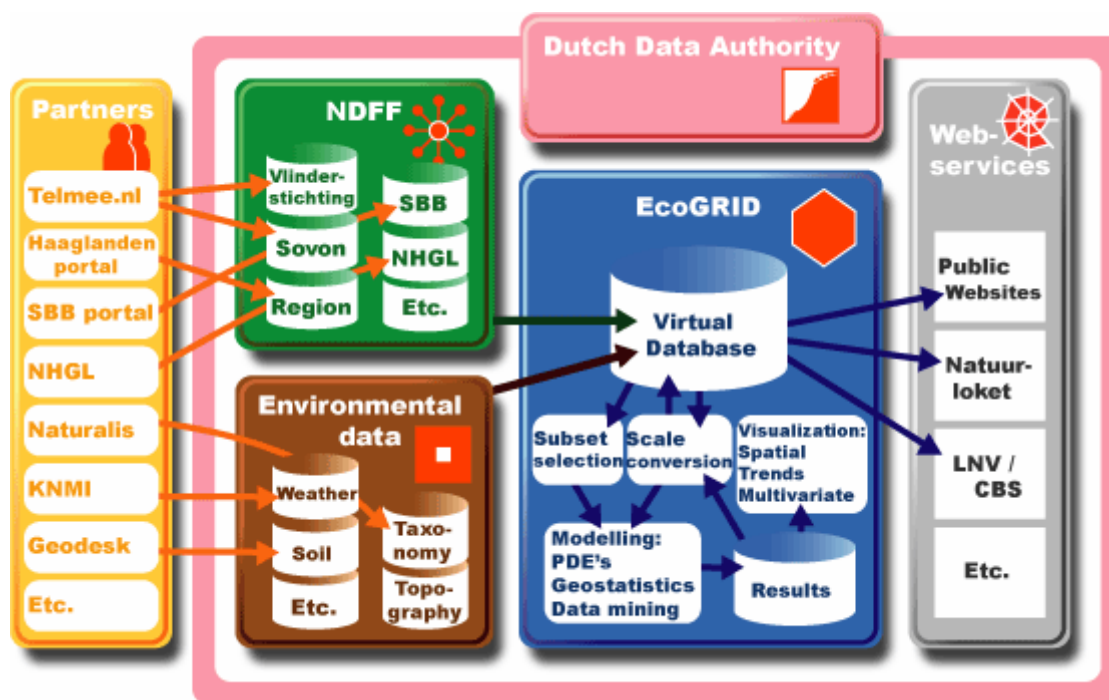 Dutch Data Authority
Partners
Telmee.nl
Haaglanden
portal
SBB portal
NHGL
Naturalis
KNMI
Geodesk
Etc.
NDFF
Vlinder-
stichting
Sovon
Region
SBB
NHGL
Etc.
Environmental
data
Weather
Soil
Etc.
Taxo-
nomy
Topo-
graphy
EcoGRID
Virtual
Database
Subset
selection
Scale
conversion
Visualization:
Spatial
Trends
Multivariate
Modelling:
PDE's
Geostatistics
Data mining
Results
Web-
services
Public
Websites
Natuur-
loket
LNV /
CBS
Etc.